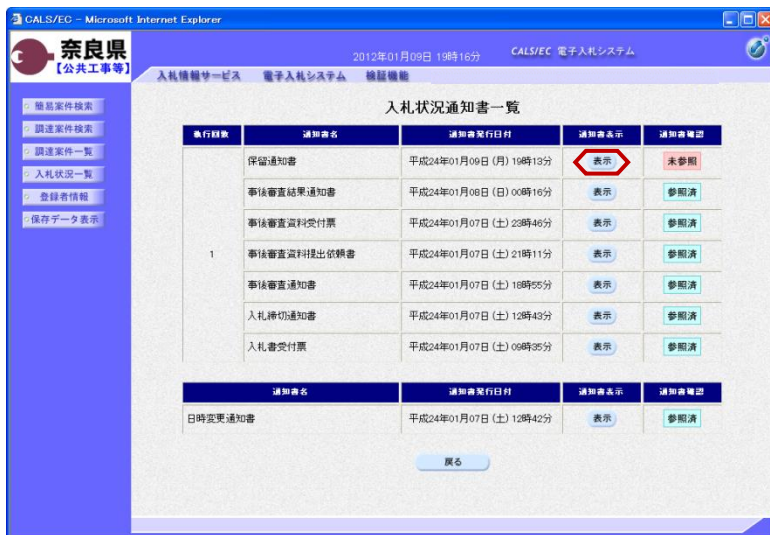 CALS/EC - Microsoft Internet Explorer
奈良県
【公共工事等】
2012年01月09日 19時16分
CALS/EC 電子入札システム
入札情報サービス 電子入札システム 検証機能
簡易案件検索
調達案件検索
調達案件一覧
入札状況一覧
登録者情報
保存データ表示
入札状況通知書一覧
執行回数 通知書名 通知書発行日付 通知書表示 通知書確認
1
保留通知書 平成24年01月09日(月) 19時13分 表示 未参照
事後審査結果通知書 平成24年01月08日(日) 00時16分 表示 参照済
事後審査資料受付票 平成24年01月07日(土) 23時46分 表示 参照済
事後審査資料提出依頼書 平成24年01月07日(土) 21時11分 表示 参照済
事後審査通知書 平成24年01月07日(土) 18時55分 表示 参照済
入札締切通知書 平成24年01月07日(土) 12時43分 表示 参照済
入札書受付票 平成24年01月07日(土) 09時35分 表示 参照済
通知書名 通知書発行日付 通知書表示 通知書確認
日時変更通知書 平成24年01月07日(土) 12時42分 表示 参照済
戻る